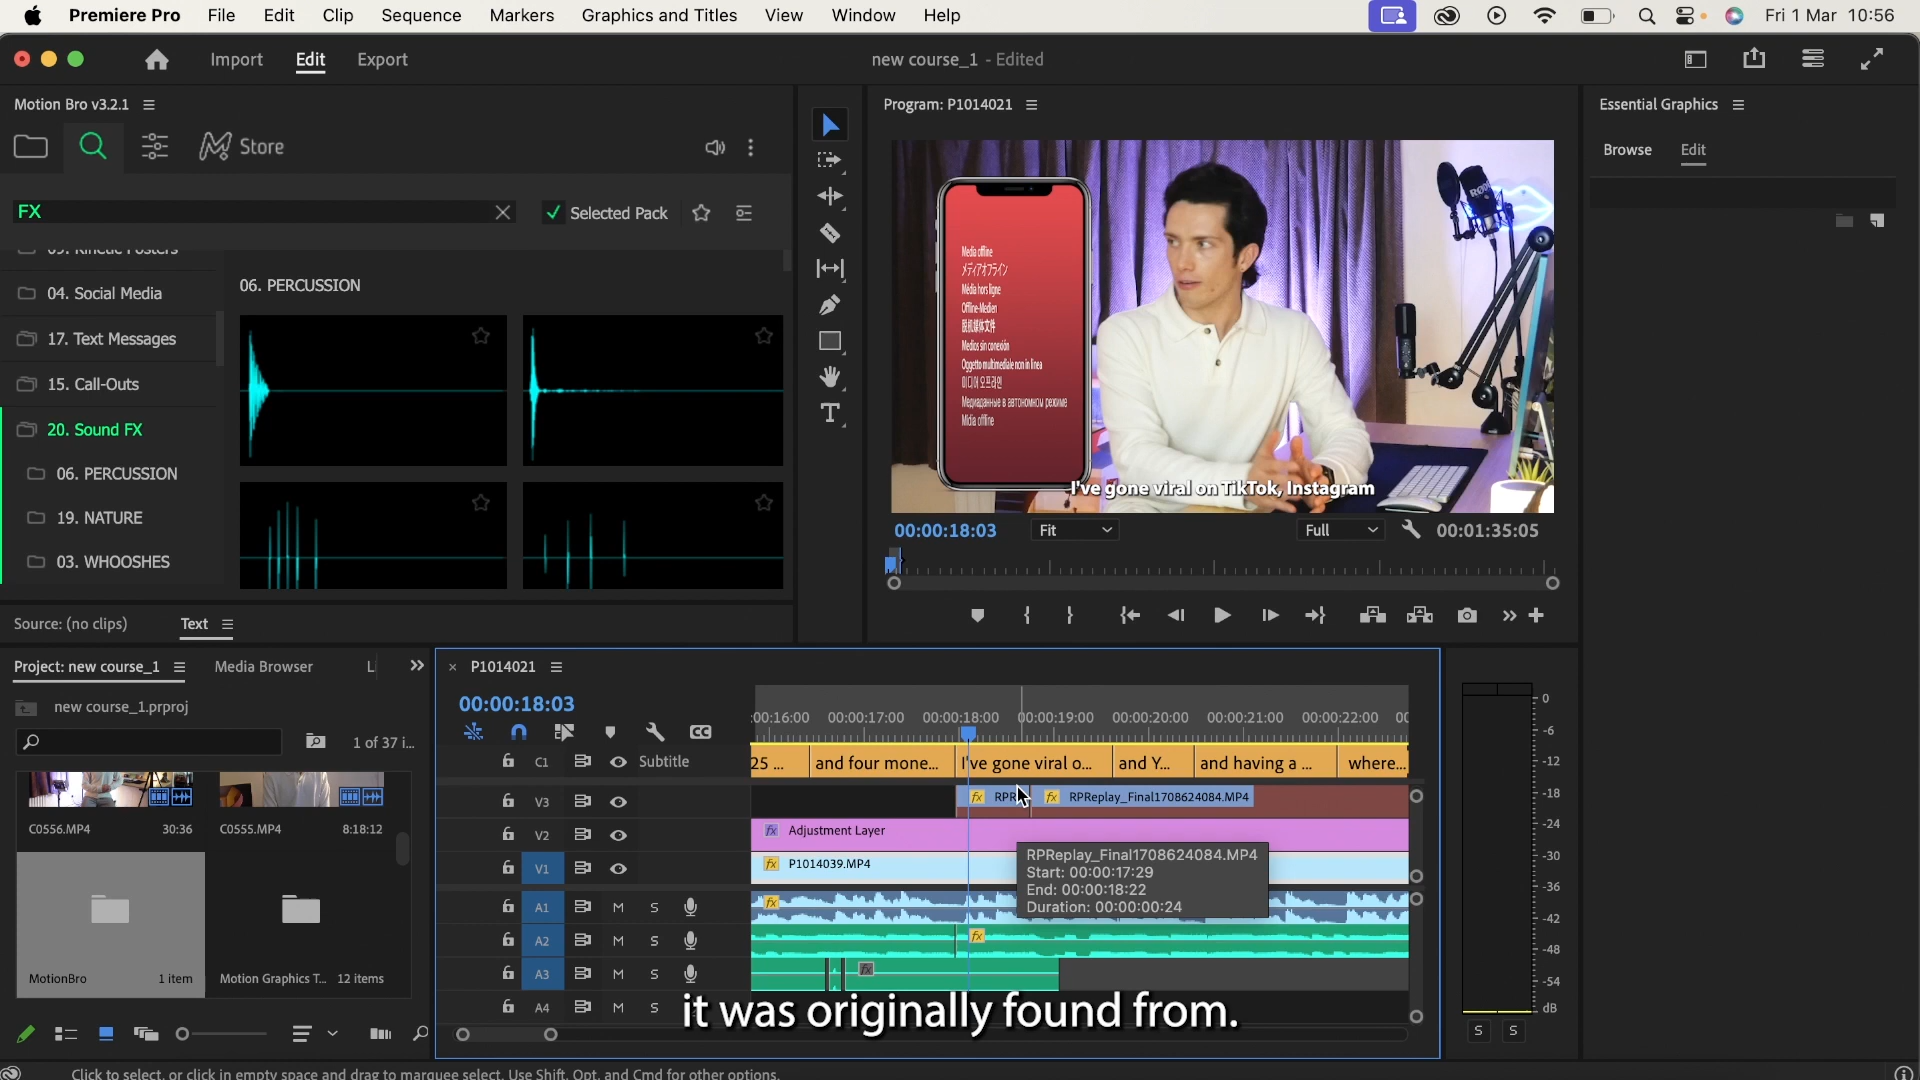 Premiere Pro File Edit Clip Sequence Markers Graphics and Titles View Window Help Fri 1 Mar 10:56
Import Edit Export new course_1 - Edited
Motion Bro v3.2.1
Store
FX Selected Pack
04. Social Media
17. Text Messages
15. Call-Outs
20. Sound FX
06. PERCUSSION
19. NATURE
03. WHOOSHES
06. PERCUSSION
Program: P1014021
Media offline
メディアオフライン
Média hors ligne
Offline-Medien
脱机媒体文件
Medios sin conexión
Oggetto multimediale non in linea
미디어 오프라인
Медиаданные в автономном режиме
Mídia offline
RØDE
I've gone viral on TikTok, Instagram
00:00:18:03 Fit Full 00:01:35:05
Essential Graphics
Browse Edit
Source: (no clips) Text
Project: new course_1 Media Browser
new course_1.prproj
1 of 37 i...
C0556.MP4 30:36 C0555.MP4 8:18:12
MotionBro 1 item Motion Graphics T... 12 items
× P1014021
00:00:18:03
:00:16:00 00:00:17:00 00:00:18:00 00:00:19:00 00:00:20:00 00:00:21:00 00:00:22:00 00
C1 Subtitle 25 ... and four mone... I've gone viral o... and Y... and having a ... where...
V3 fx RPR fx RPReplay_Final1708624084.MP4
V2 fx Adjustment Layer
V1 fx P1014039.MP4
RPReplay_Final1708624084.MP4
Start: 00:00:17:29
End: 00:00:18:22
Duration: 00:00:00:24
A1 M S fx
A2 M S fx
A3 M S fx
A4 M S
it was originally found from.
0
-6
-12
-18
-24
-30
-36
-42
-48
-54
dB
S S
Click to select, or click in empty space and drag to marquee select. Use Shift, Opt, and Cmd for other options.